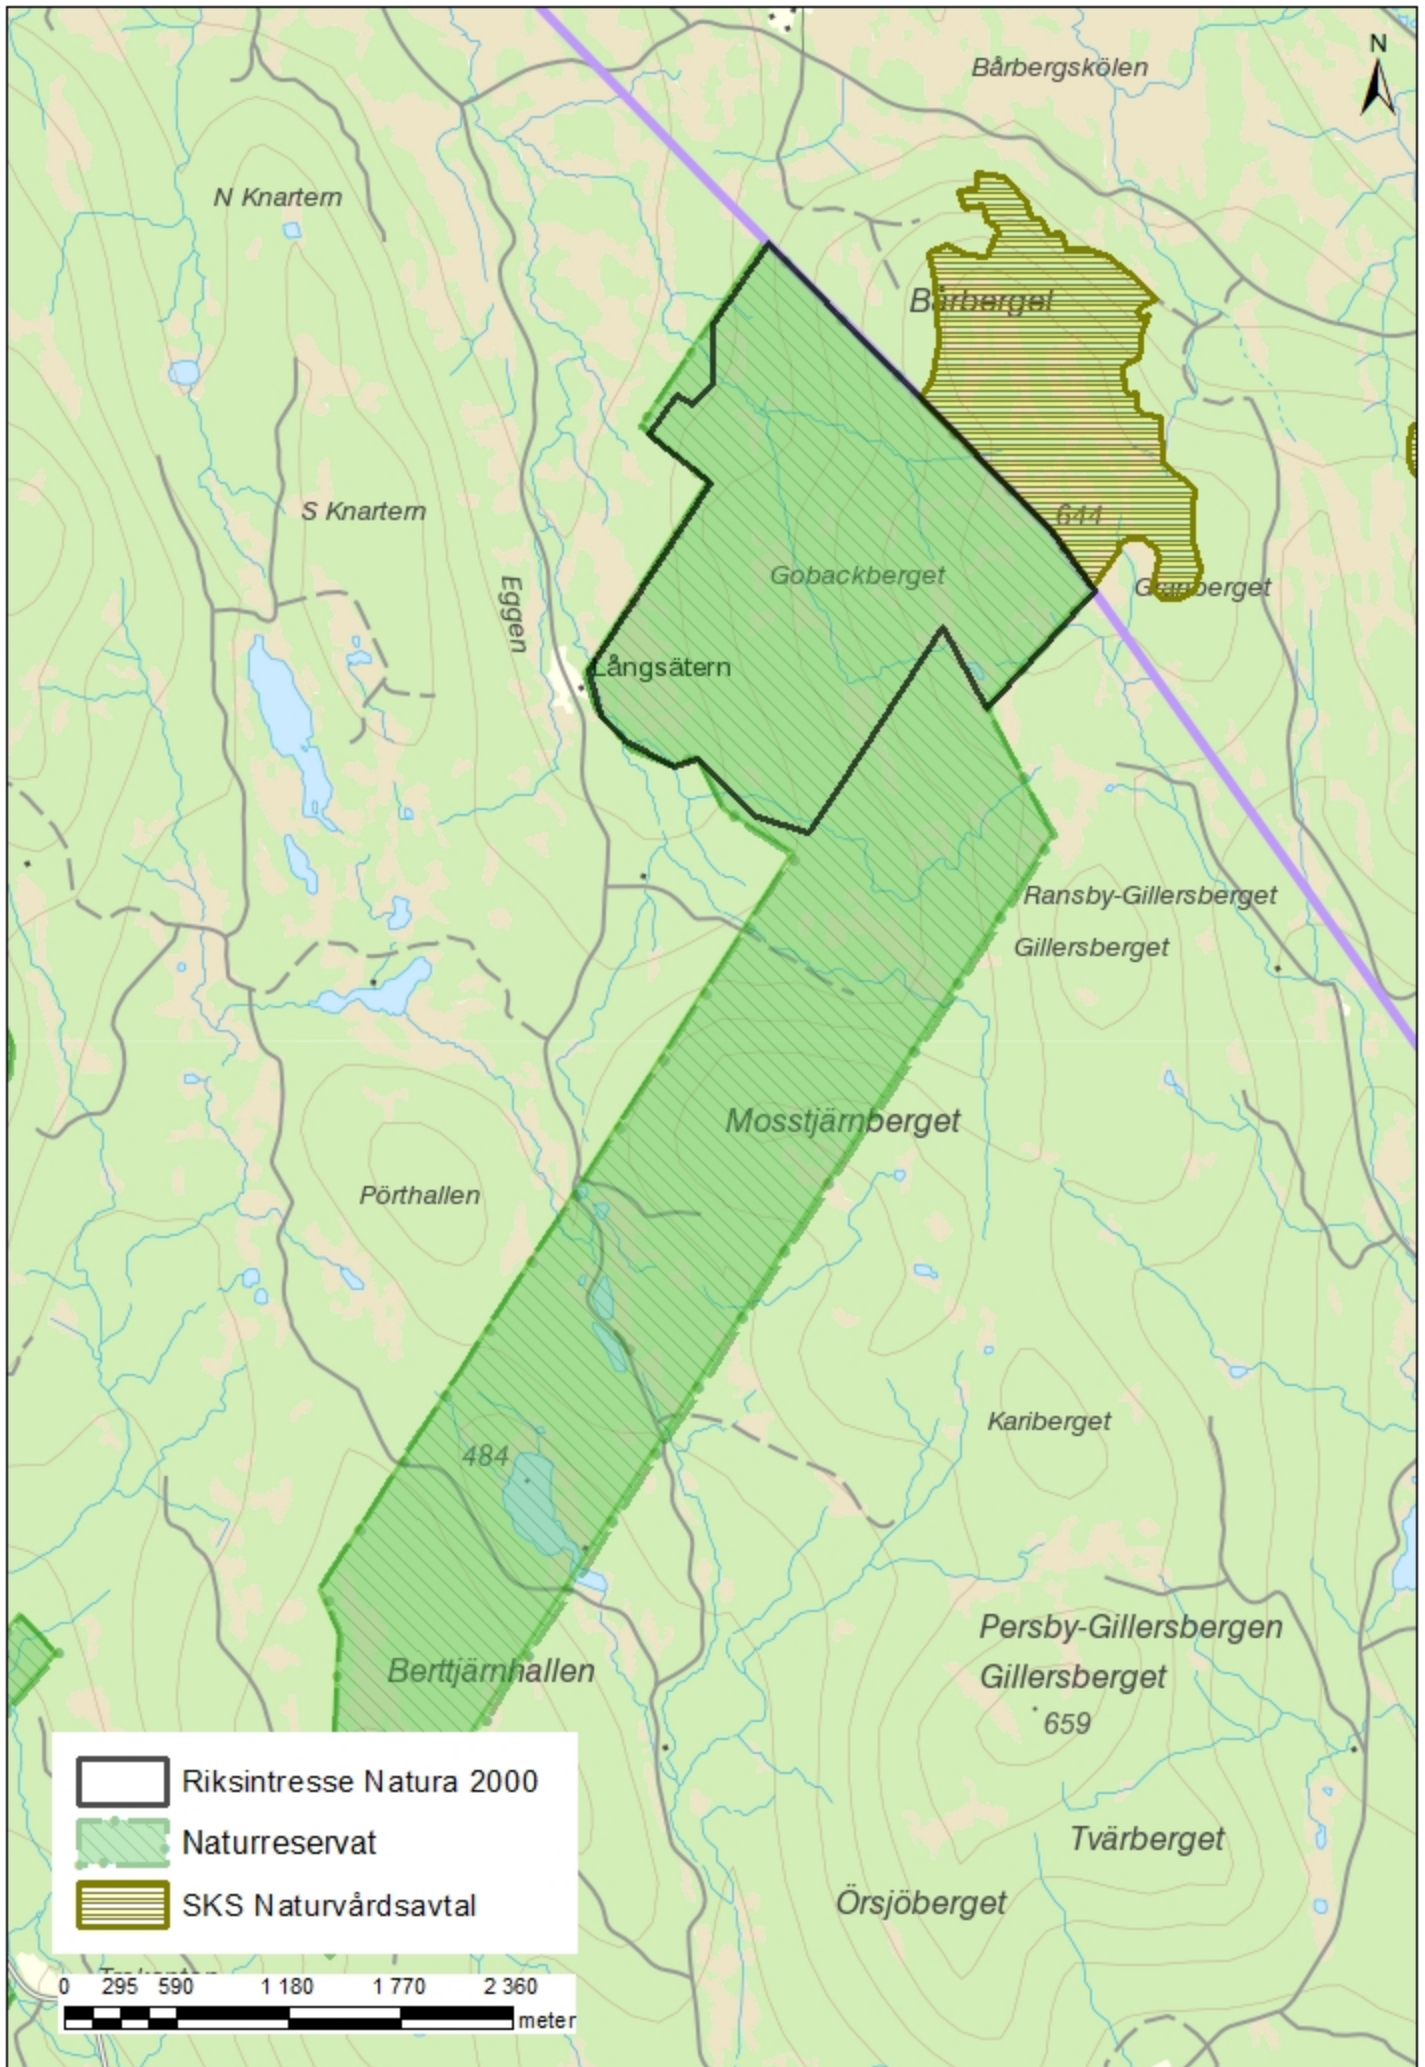 N
Bårbergskölen
N Knartern
Bårberget
S Knartern
644
Gobackberget
Granberget
Eggen
Långsätern
Ransby-Gillersberget
Gillersberget
Mosstjärnberget
Pörthallen
Kariberget
484
Persby-Gillersbergen
Gillersberget
Berttjärnhallen
659
Riksintresse Natura 2000
Tvärberget
Naturreservat
SKS Naturvårdsavtal
Örsjöberget
0 295 590 1 180 1 770 2 360
meter